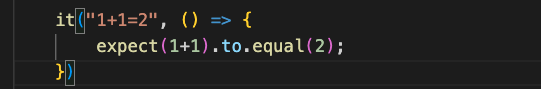 it("1+1=2", () => {
    expect(1+1).to.equal(2);
})